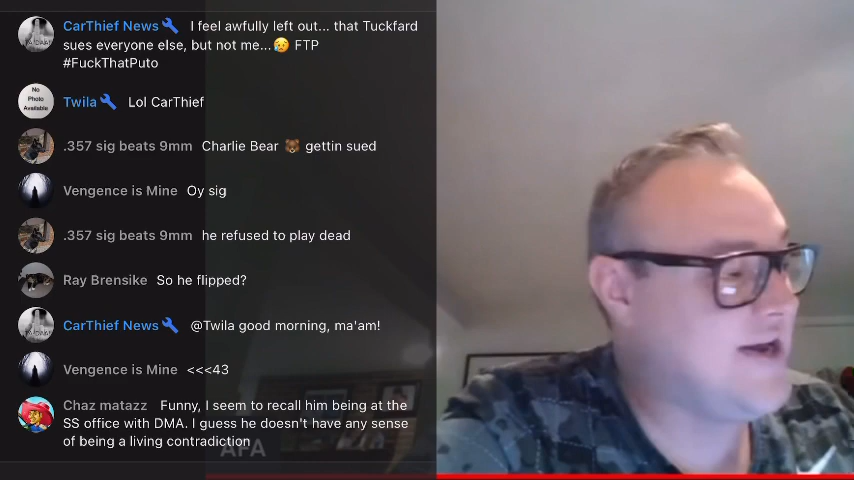 CarThief News I feel awfully left out... that Tuckfard
sues everyone else, but not me...😥 FTP
#FuckThatPuto
No
Photo
Available
Twila Lol CarThief
.357 sig beats 9mm Charlie Bear 🐻 gettin sued
Vengence is Mine Oy sig
.357 sig beats 9mm he refused to play dead
Ray Brensike So he flipped?
CarThief News @Twila good morning, ma'am!
Vengence is Mine <<<43
Chaz matazz Funny, I seem to recall him being at the
SS office with DMA. I guess he doesn't have any sense
of being a living contradiction
AFA